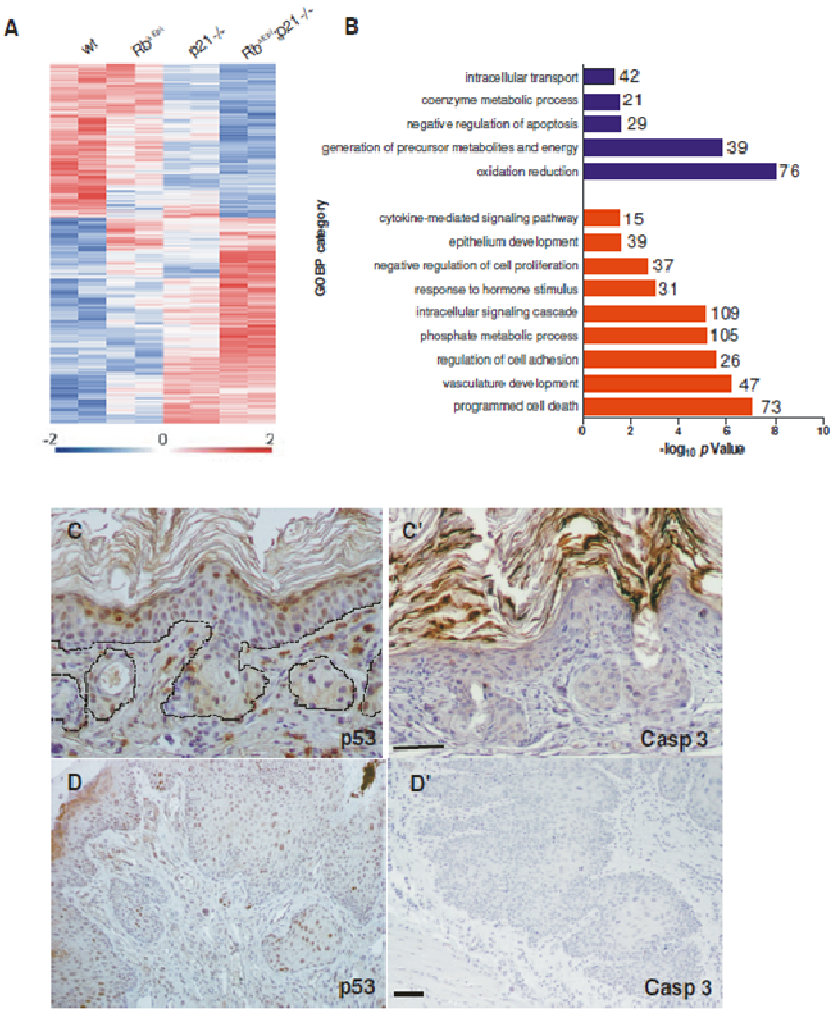 A
wt
Rb
p21-/-
Rb p21-/-
-2
0
2
B
GOBP category
intracellular transport 42
coenzyme metabolic process 21
negative regulation of apoptosis 29
generation of precursor metabolites and energy 39
oxidation reduction 76
cytokine-mediated signaling pathway 15
epithelium development 39
negative regulation of cell proliferation 37
response to hormone stimulus 31
intracellular signaling cascade 109
phosphate metabolic process 105
regulation of cell adhesion 26
vasculature development 47
programmed cell death 73
0 2 4 6 8 10
-log10 p Value
C
p53
C'
Casp 3
D
p53
D'
Casp 3